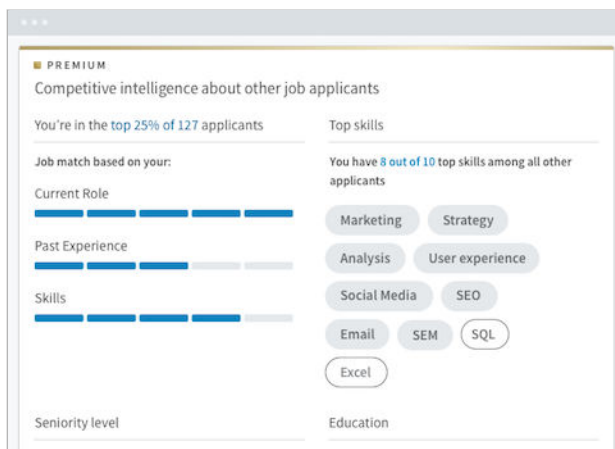 PREMIUM
Competitive intelligence about other job applicants
You're in the top 25% of 127 applicants
Job match based on your:
Current Role
Past Experience
Skills
Top skills
You have 8 out of 10 top skills among all other
applicants
Marketing Strategy
Analysis User experience
Social Media SEO
Email SEM SQL
Excel
Seniority level
Education